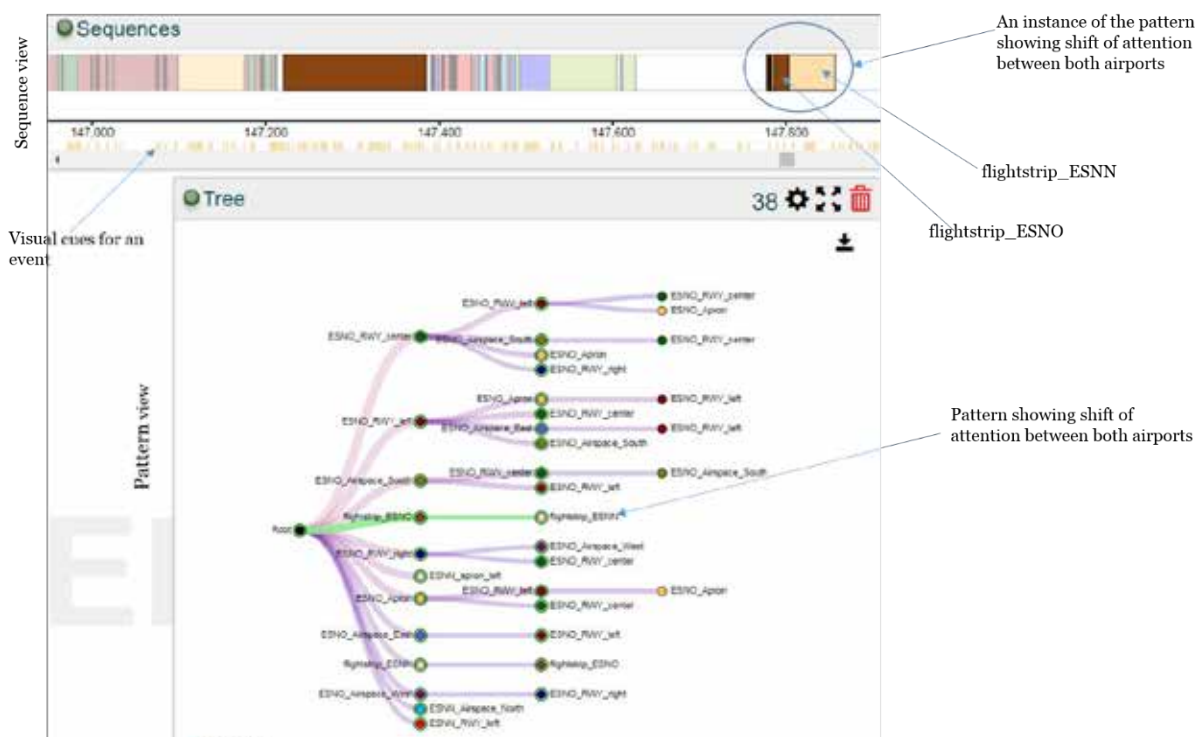 Sequence view
Sequences
An instance of the pattern
showing shift of attention
between both airports
147,000
147,200
147,400
147,600
147,800
flightstrip_ESNN
flightstrip_ESNO
Visual cues for an
event
Tree
38
Pattern view
Pattern showing shift of
attention between both airports
ESNO_RWY_left
ESNO_RWY_center
ESNO_Apron
ESNO_RWY_center
ESNO_Airspace_South
ESNO_RWY_center
ESNO_Apron
ESNO_RWY_right
ESNO_Apron
ESNO_RWY_left
ESNO_RWY_left
ESNO_RWY_center
ESNO_Airspace_East
ESNO_RWY_left
ESNO_Airspace_South
ESNO_RWY_center
ESNO_Airspace_South
ESNO_Airspace_South
ESNO_RWY_left
flightstrip_ESNO
flightstrip_ESNN
Root
ESNO_RWY_right
ESNO_Airspace_West
ESNO_RWY_center
ESNN_apron_left
ESNO_RWY_left
ESNO_Apron
ESNO_Apron
ESNO_RWY_center
ESNO_Airspace_East
ESNO_RWY_left
flightstrip_ESNN
flightstrip_ESNO
ESNO_RWY_right
ESNN_Airspace_North
ESNN_RWY_left